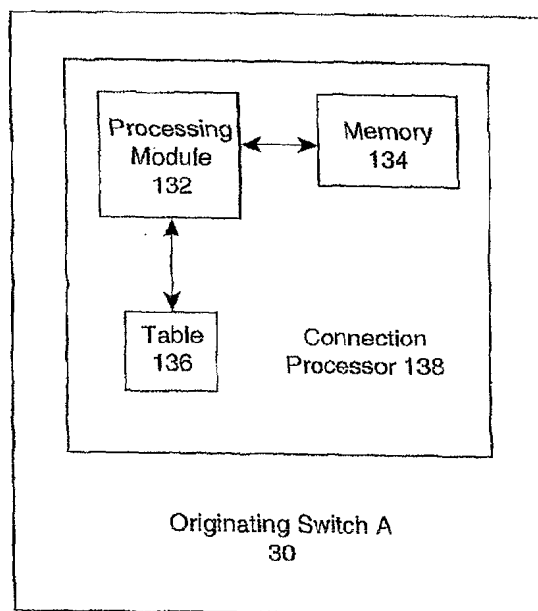 Processing
Module
132
Memory
134
Table
136
Connection
Processor 138
Originating Switch A
30